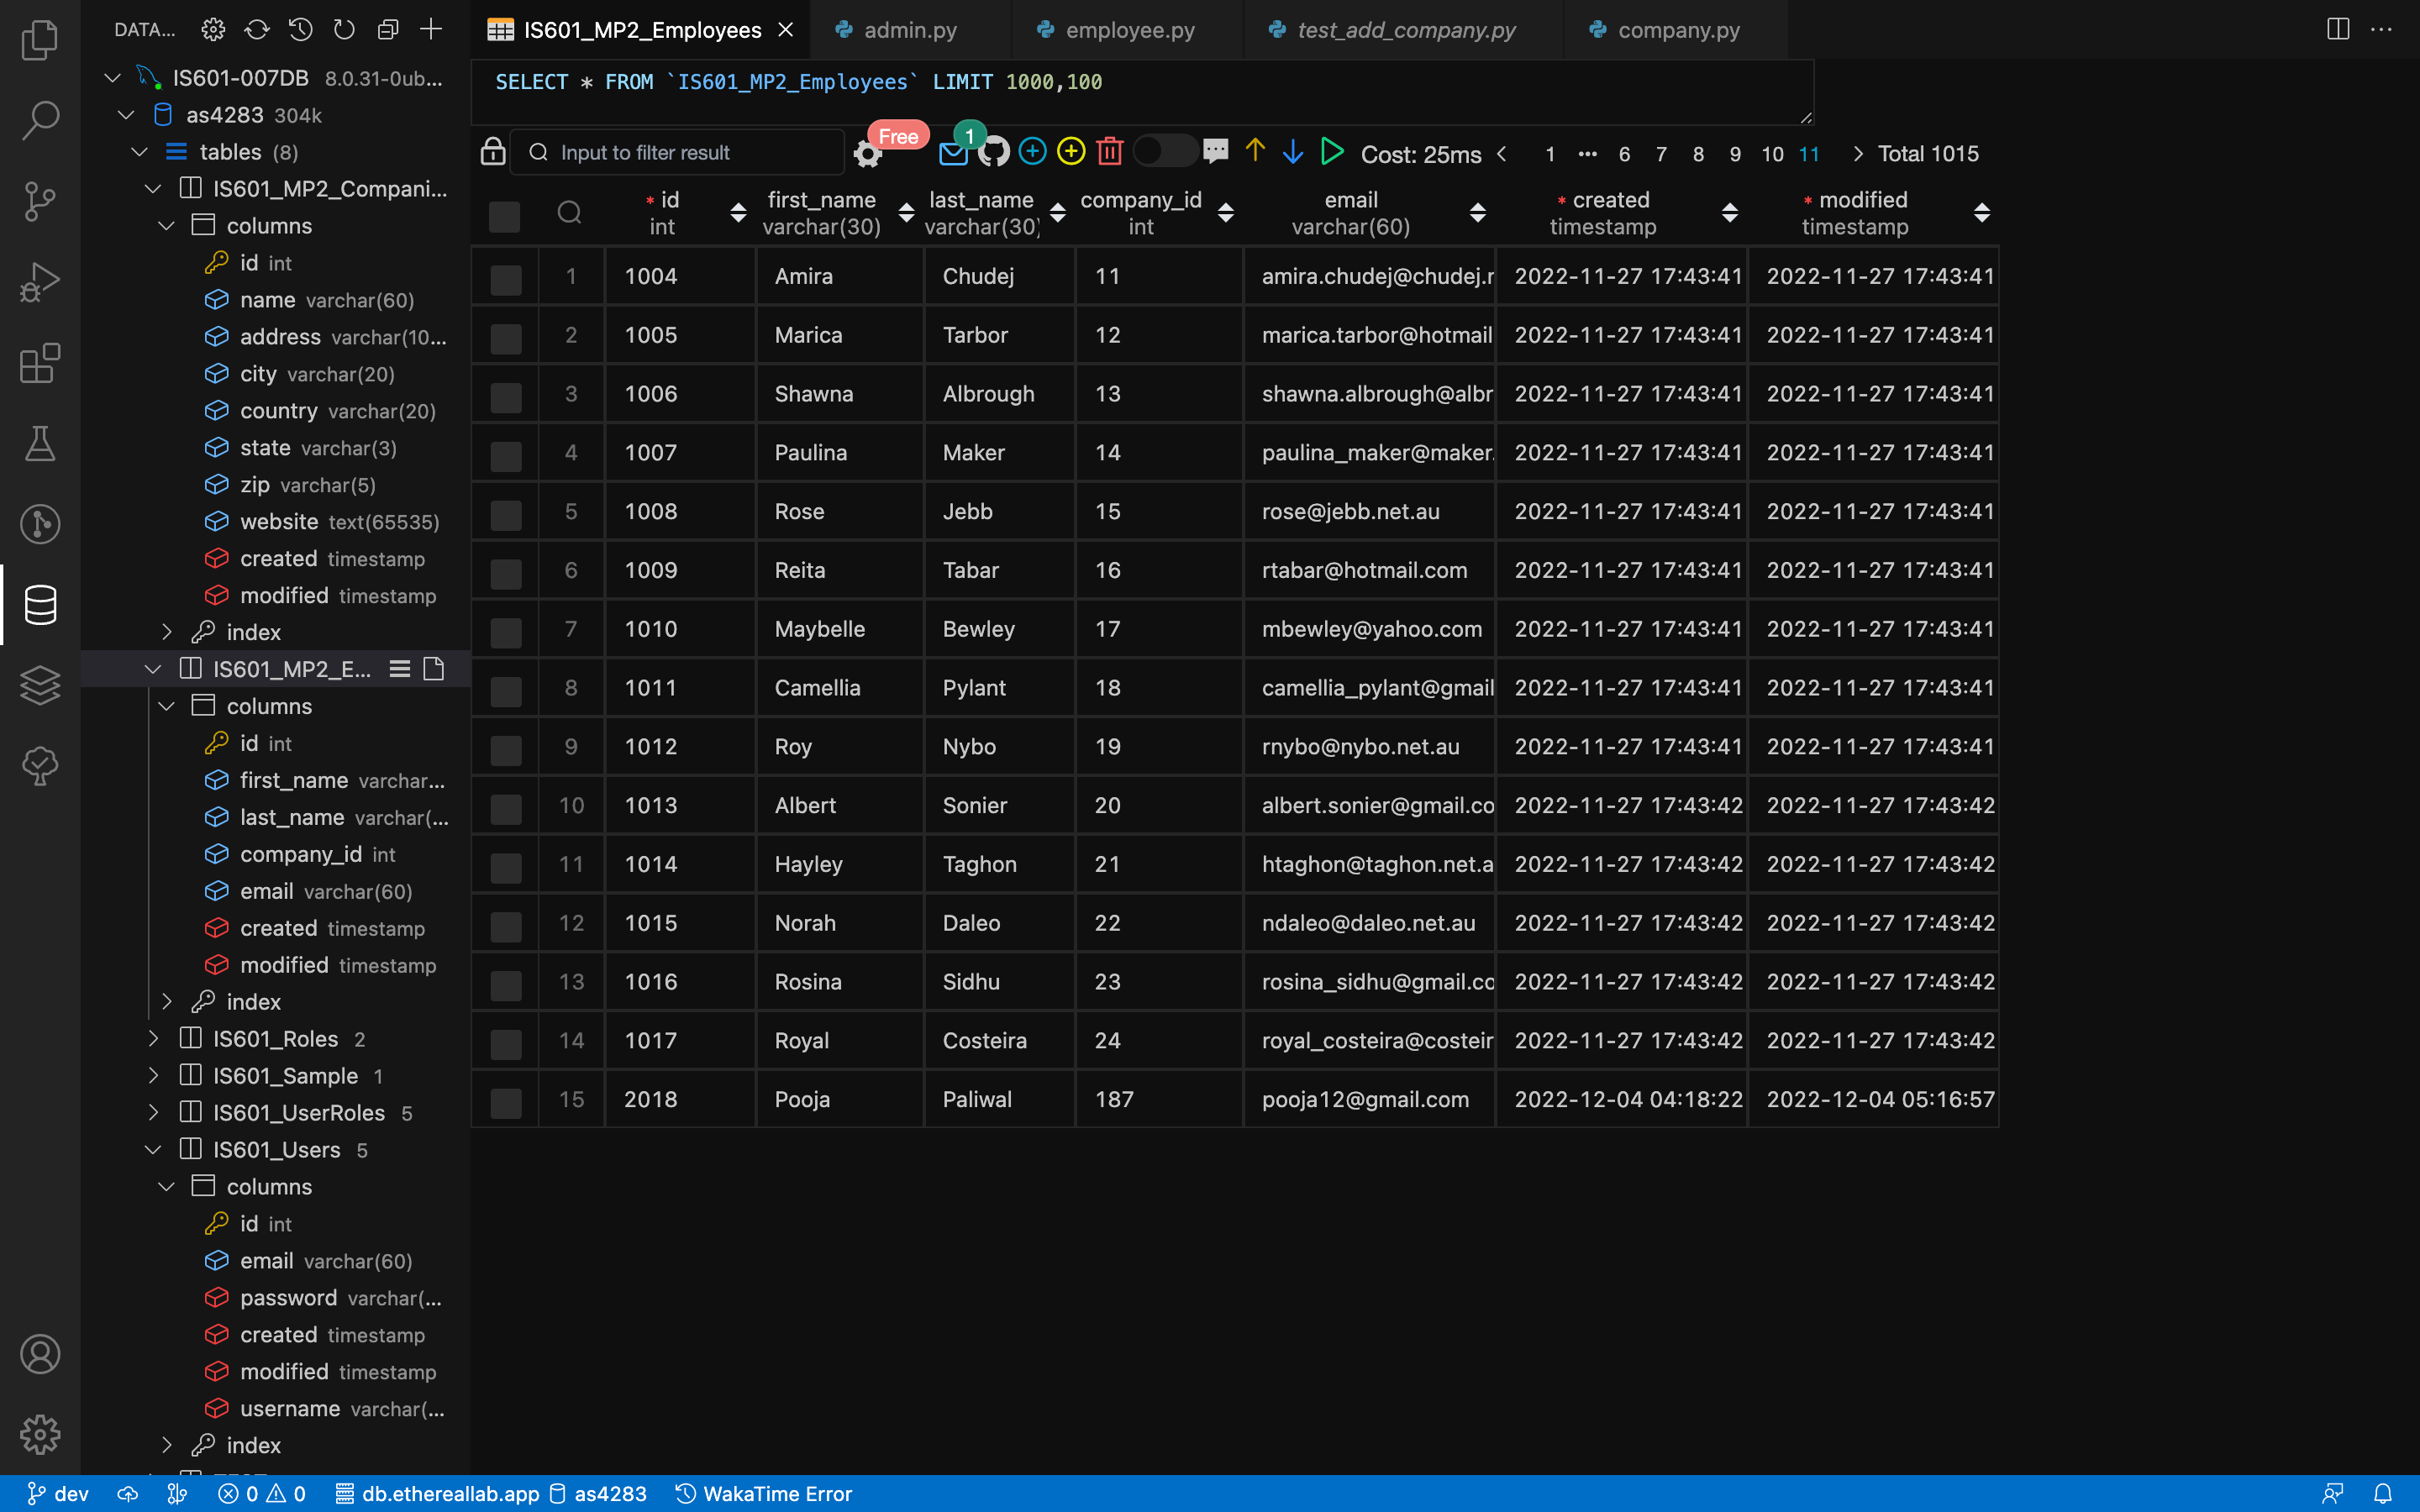 DATA...
IS601-007DB 8.0.31-0ub...
as4283 304k
tables (8)
IS601_MP2_Compani...
columns
id int
name varchar(60)
address varchar(10...
city varchar(20)
country varchar(20)
state varchar(3)
zip varchar(5)
website text(65535)
created timestamp
modified timestamp
index
IS601_MP2_E...
columns
id int
first_name varchar...
last_name varchar(...
company_id int
email varchar(60)
created timestamp
modified timestamp
index
IS601_Roles 2
IS601_Sample 1
IS601_UserRoles 5
IS601_Users 5
columns
id int
email varchar(60)
password varchar(...
created timestamp
modified timestamp
username varchar(...
index
IS601_MP2_Employees admin.py employee.py test_add_company.py company.py
SELECT * FROM `IS601_MP2_Employees` LIMIT 1000,100
Input to filter result Free 1 Cost: 25ms 1 ••• 6 7 8 9 10 11 Total 1015
* id first_name last_name company_id email * created * modified
int varchar(30) varchar(30) int varchar(60) timestamp timestamp
1 1004 Amira Chudej 11 amira.chudej@chudej.r 2022-11-27 17:43:41 2022-11-27 17:43:41
2 1005 Marica Tarbor 12 marica.tarbor@hotmail 2022-11-27 17:43:41 2022-11-27 17:43:41
3 1006 Shawna Albrough 13 shawna.albrough@albr 2022-11-27 17:43:41 2022-11-27 17:43:41
4 1007 Paulina Maker 14 paulina_maker@maker. 2022-11-27 17:43:41 2022-11-27 17:43:41
5 1008 Rose Jebb 15 rose@jebb.net.au 2022-11-27 17:43:41 2022-11-27 17:43:41
6 1009 Reita Tabar 16 rtabar@hotmail.com 2022-11-27 17:43:41 2022-11-27 17:43:41
7 1010 Maybelle Bewley 17 mbewley@yahoo.com 2022-11-27 17:43:41 2022-11-27 17:43:41
8 1011 Camellia Pylant 18 camellia_pylant@gmail 2022-11-27 17:43:41 2022-11-27 17:43:41
9 1012 Roy Nybo 19 rnybo@nybo.net.au 2022-11-27 17:43:41 2022-11-27 17:43:41
10 1013 Albert Sonier 20 albert.sonier@gmail.co 2022-11-27 17:43:42 2022-11-27 17:43:42
11 1014 Hayley Taghon 21 htaghon@taghon.net.a 2022-11-27 17:43:42 2022-11-27 17:43:42
12 1015 Norah Daleo 22 ndaleo@daleo.net.au 2022-11-27 17:43:42 2022-11-27 17:43:42
13 1016 Rosina Sidhu 23 rosina_sidhu@gmail.co 2022-11-27 17:43:42 2022-11-27 17:43:42
14 1017 Royal Costeira 24 royal_costeira@costeir 2022-11-27 17:43:42 2022-11-27 17:43:42
15 2018 Pooja Paliwal 187 pooja12@gmail.com 2022-12-04 04:18:22 2022-12-04 05:16:57
dev 0 0 db.ethereallab.app as4283 WakaTime Error